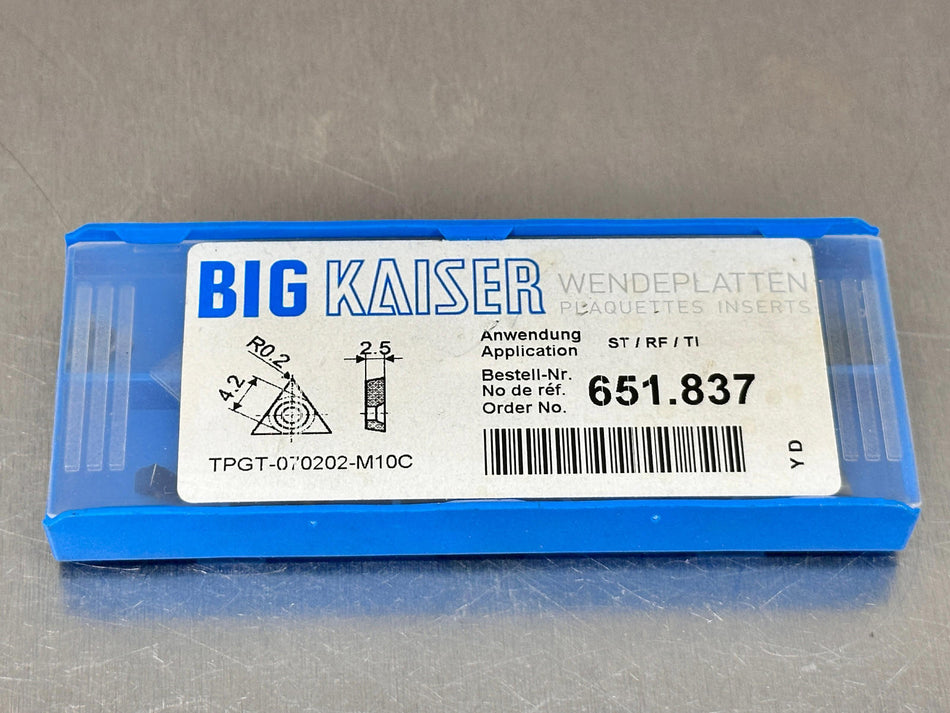 BIG KAISER WENDEPLATTEN
PLAQUETTES INSERTS
Anwendung
Application ST / RF / TI
Bestell-Nr.
No de réf.
Order No. 651.837
R0.2
4.2
2.5
TPGT-070202-M10C
YD